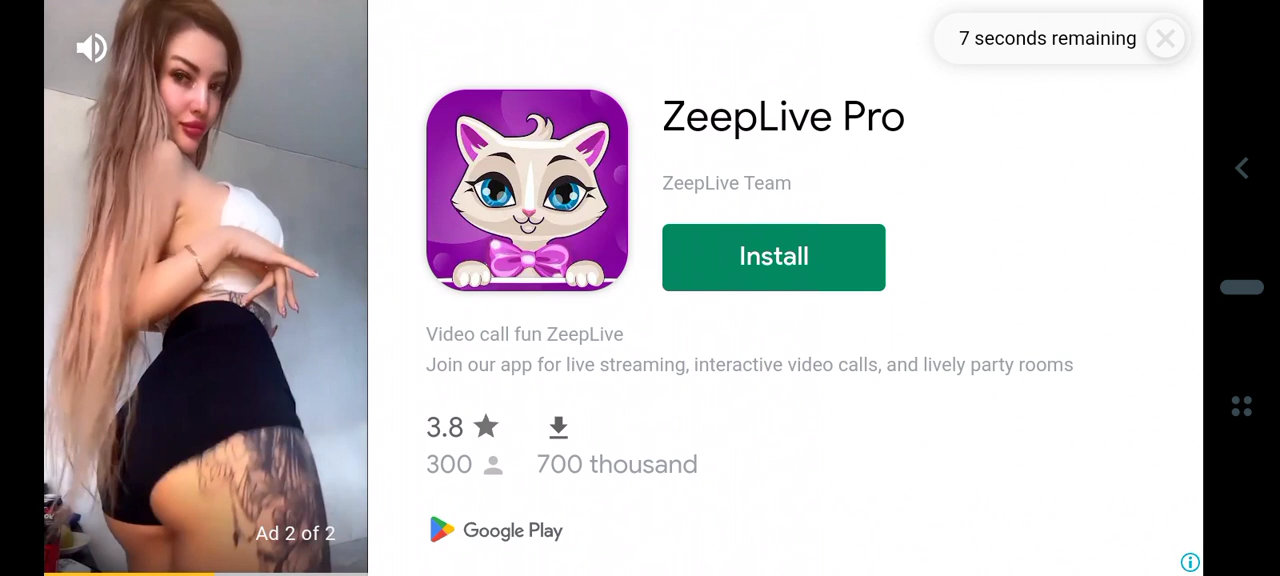 7 seconds remaining
ZeepLive Pro
ZeepLive Team
Install
Video call fun ZeepLive
Join our app for live streaming, interactive video calls, and lively party rooms
3.8
300 700 thousand
Google Play
Ad 2 of 2